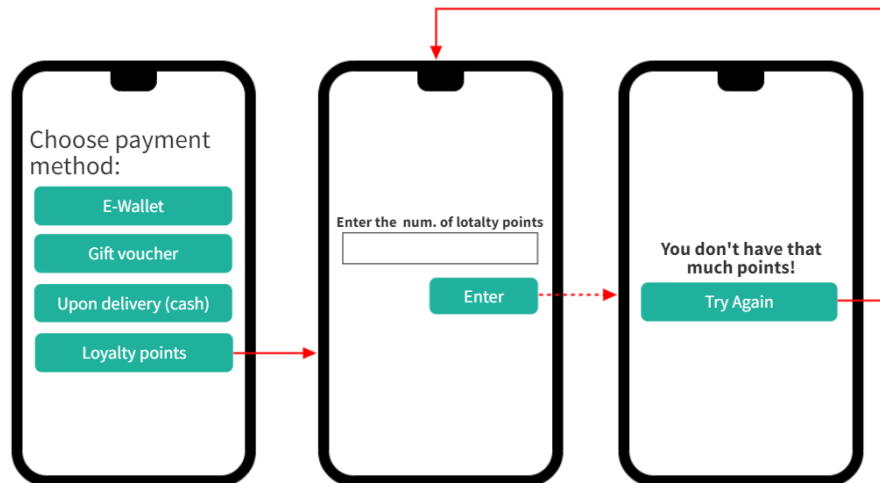 Choose payment
method:
E-Wallet
Gift voucher
Upon delivery (cash)
Loyalty points
Enter the num. of lotalty points
Enter
You don't have that
much points!
Try Again